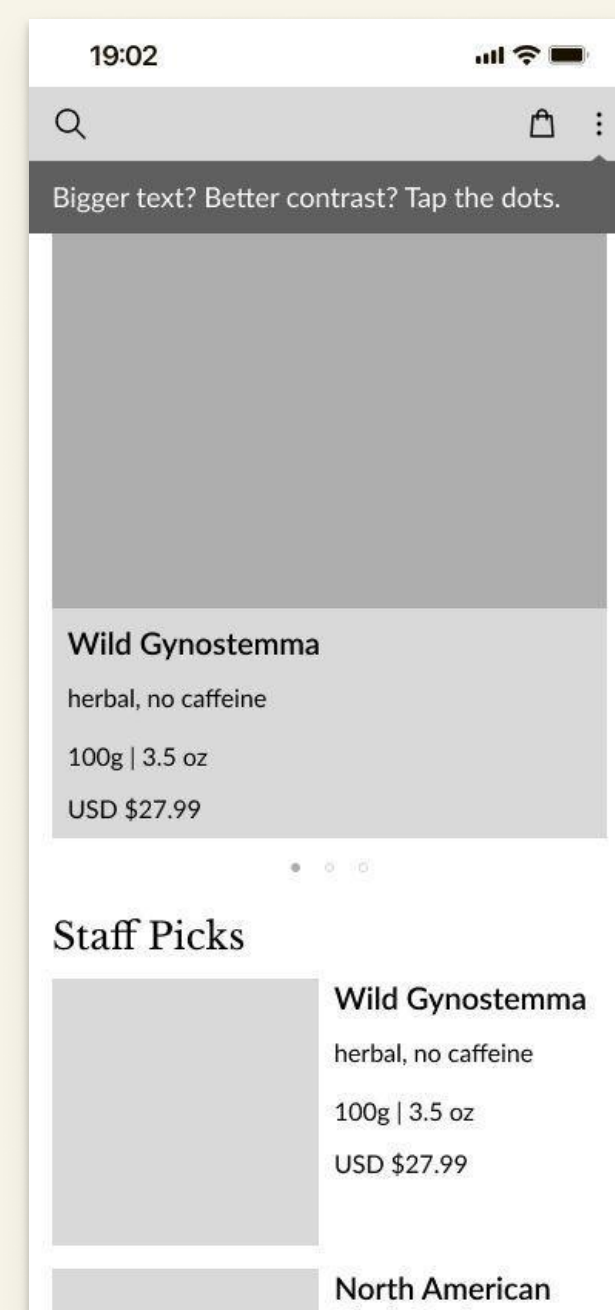 19:02
Bigger text? Better contrast? Tap the dots.
Wild Gynostemma
herbal, no caffeine
100g | 3.5 oz
USD $27.99
Staff Picks
Wild Gynostemma
herbal, no caffeine
100g | 3.5 oz
USD $27.99
North American